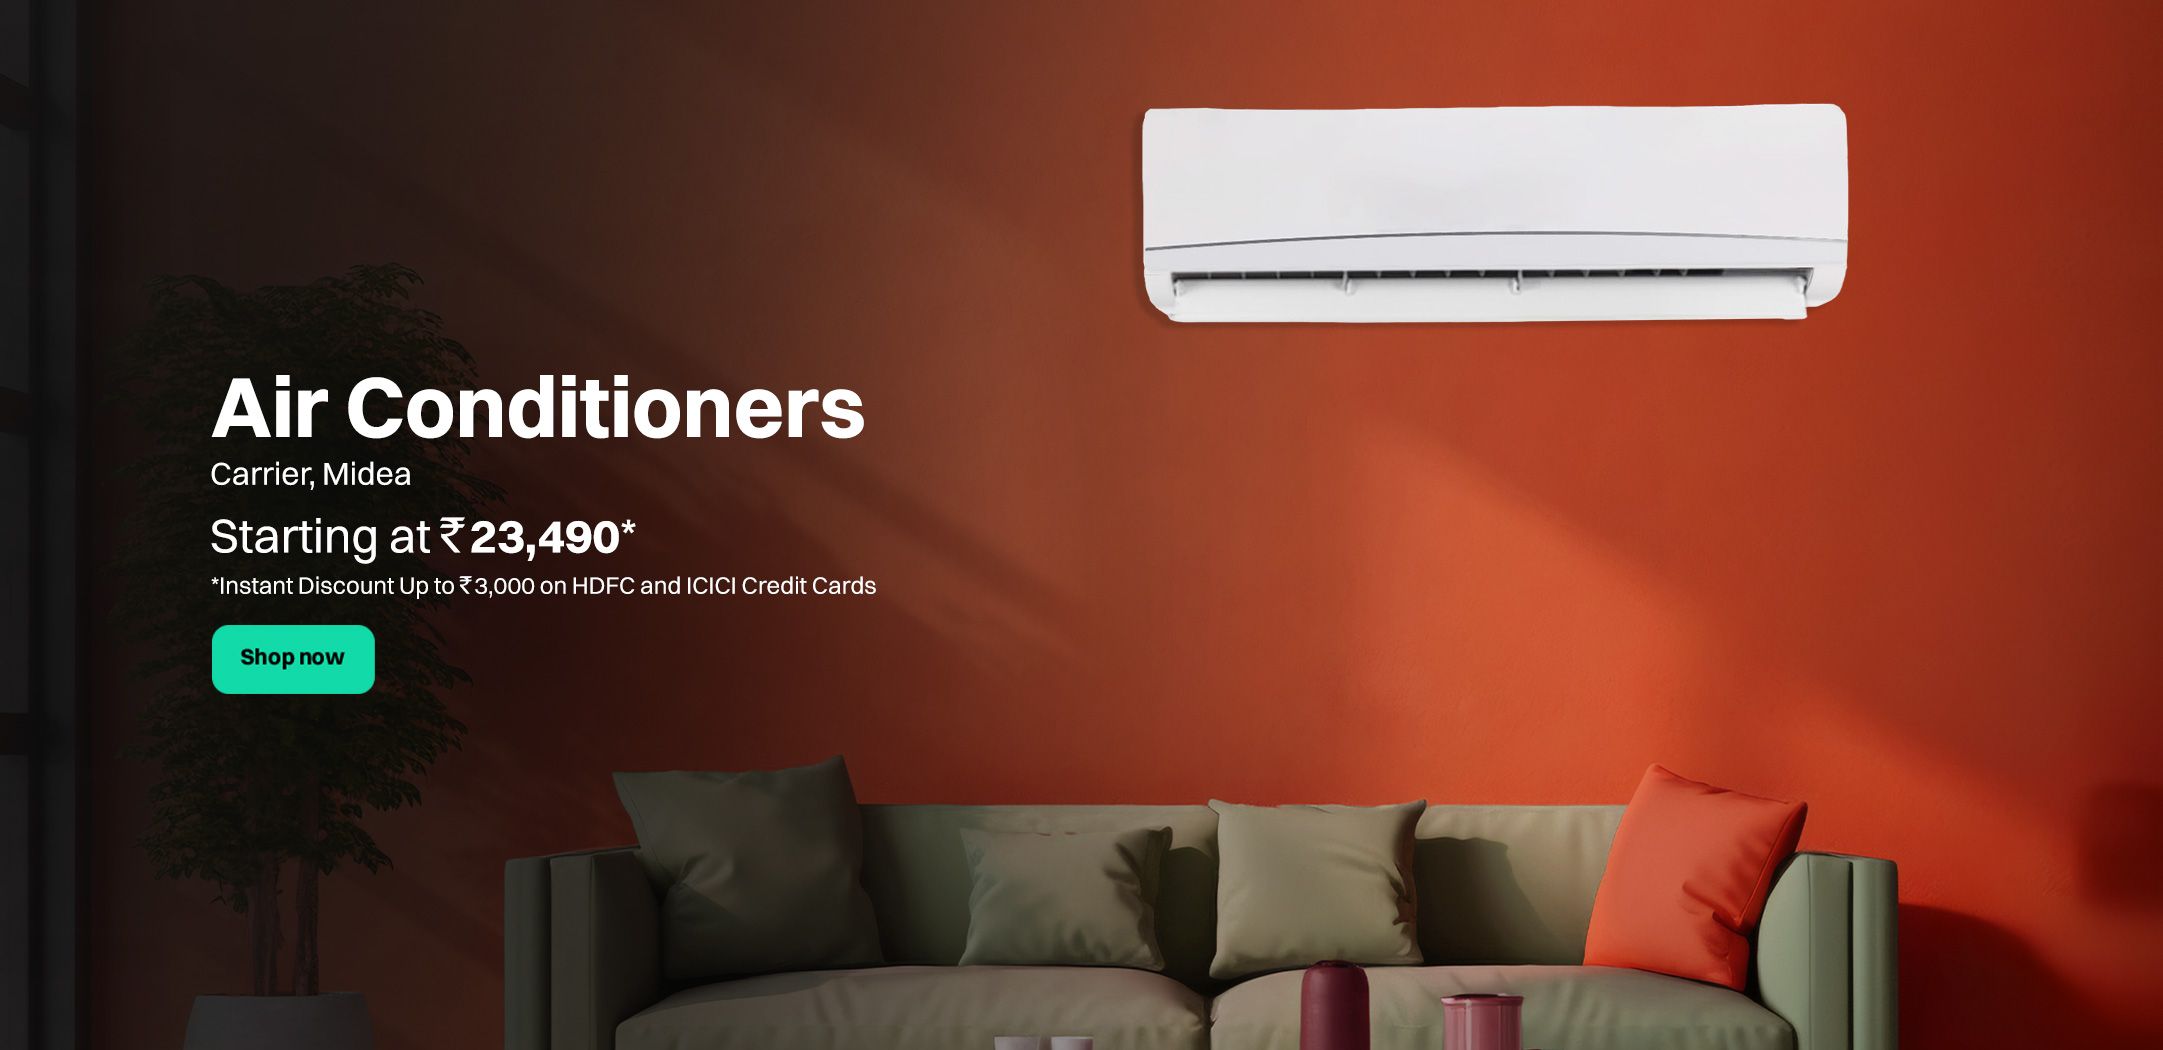 Air Conditioners
Carrier, Midea
Starting at ₹23,490*
*Instant Discount Up to ₹3,000 on HDFC and ICICI Credit Cards
Shop now